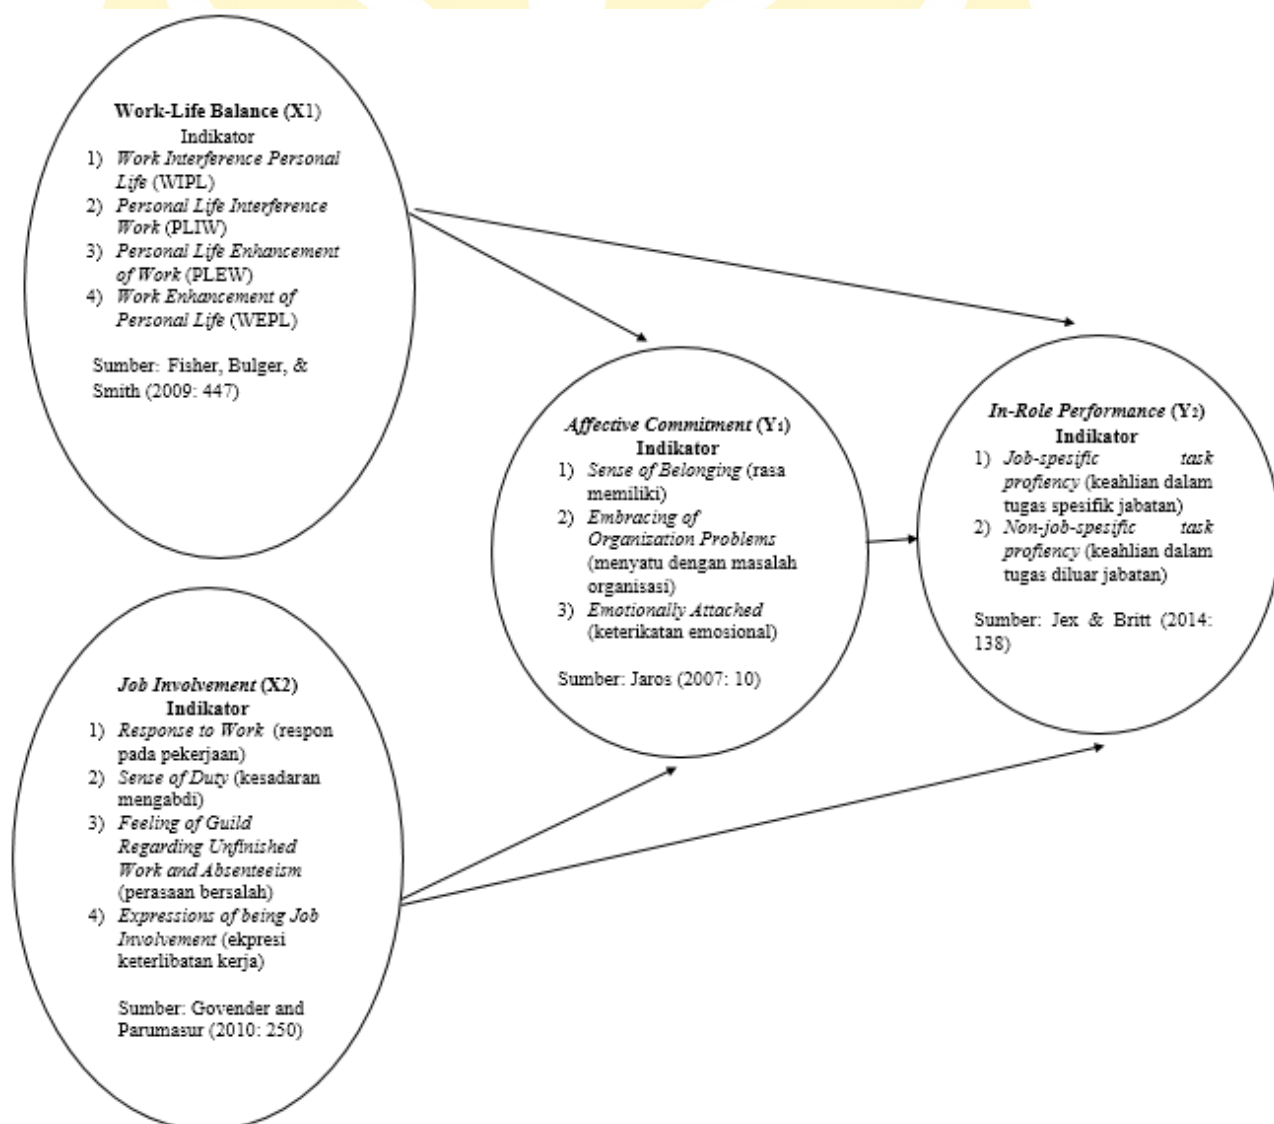 Work-Life Balance (X1)
Indikator
1) Work Interference Personal
Life (WIPL)
2) Personal Life Interference
Work (PLIW)
3) Personal Life Enhancement
of Work (PLEW)
4) Work Enhancement of
Personal Life (WEPL)
Sumber: Fisher, Bulger, &
Smith (2009: 447)
Affective Commitment (Y1)
Indikator
1) Sense of Belonging (rasa
memiliki)
2) Embracing of
Organization Problems
(menyatu dengan masalah
organisasi)
3) Emotionally Attached
(keterikatan emosional)
Sumber: Jaros (2007: 10)
In-Role Performance (Y2)
Indikator
1) Job-spesific task
profiency (keahlian dalam
tugas spesifik jabatan)
2) Non-job-spesific task
profiency (keahlian dalam
tugas diluar jabatan)
Sumber: Jex & Britt (2014:
138)
Job Involvement (X2)
Indikator
1) Response to Work (respon
pada pekerjaan)
2) Sense of Duty (kesadaran
mengabdi)
3) Feeling of Guild
Regarding Unfinished
Work and Absenteeism
(perasaan bersalah)
4) Expressions of being Job
Involvement (ekpresi
keterlibatan kerja)
Sumber: Govender and
Parumasur (2010: 250)